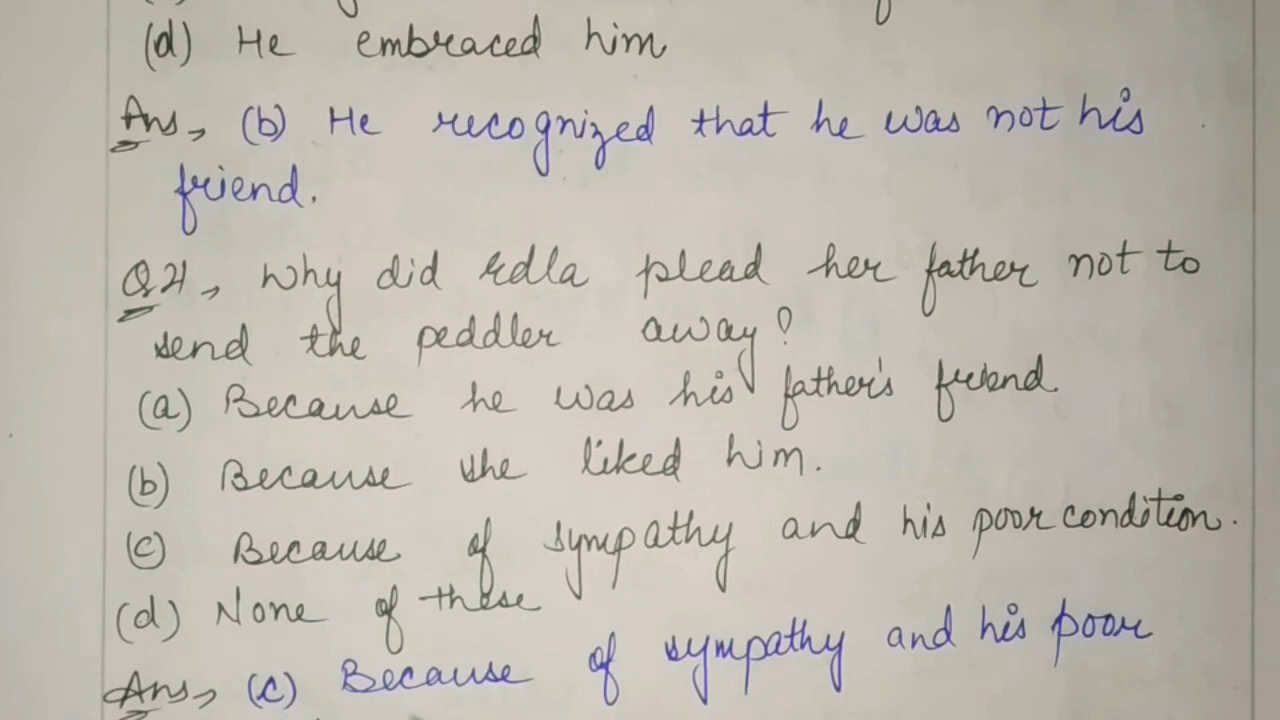 (d) He embraced him
Ans, (b) He recognized that he was not his
friend.
Q21, Why did Edla plead her father not to
send the peddler away?
(a) Because he was his father's friend
(b) Because she liked him.
(c) Because of sympathy and his poor condition.
(d) None of these
Ans, (c) Because of sympathy and his poor